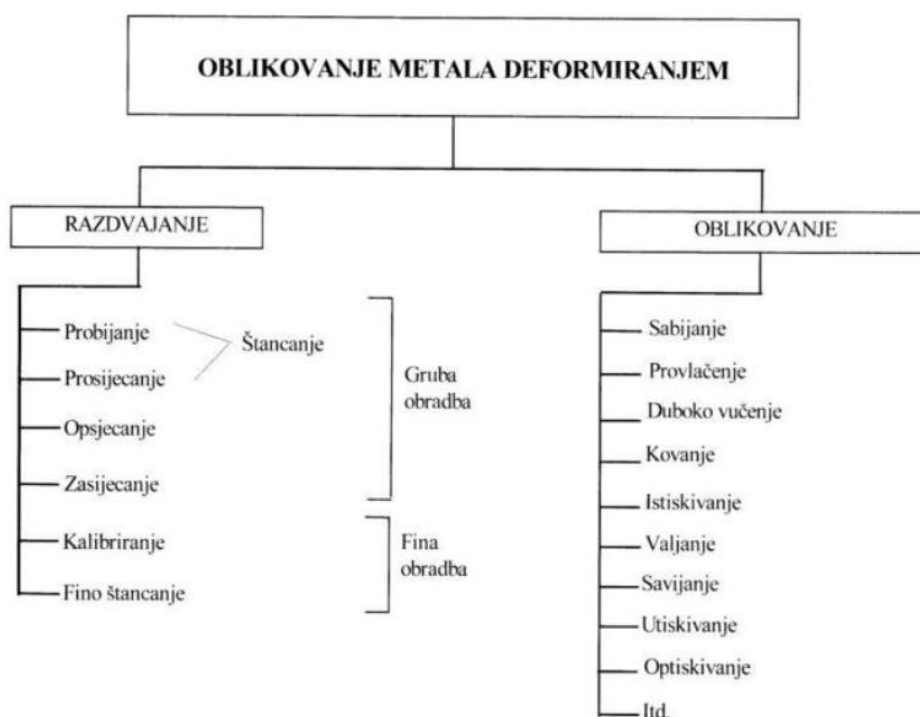 OBLIKOVANJE METALA DEFORMIRANJEM
RAZDVAJANJE
Probijanje
Prosijecanje
Štancanje
Opsjecanje
Zasijecanje
Gruba
obradba
Kalibriranje
Fino štancanje
Fina
obradba
OBLIKOVANJE
Sabijanje
Provlačenje
Duboko vučenje
Kovanje
Istiskivanje
Valjanje
Savijanje
Utiskivanje
Optiskivanje
Itd.